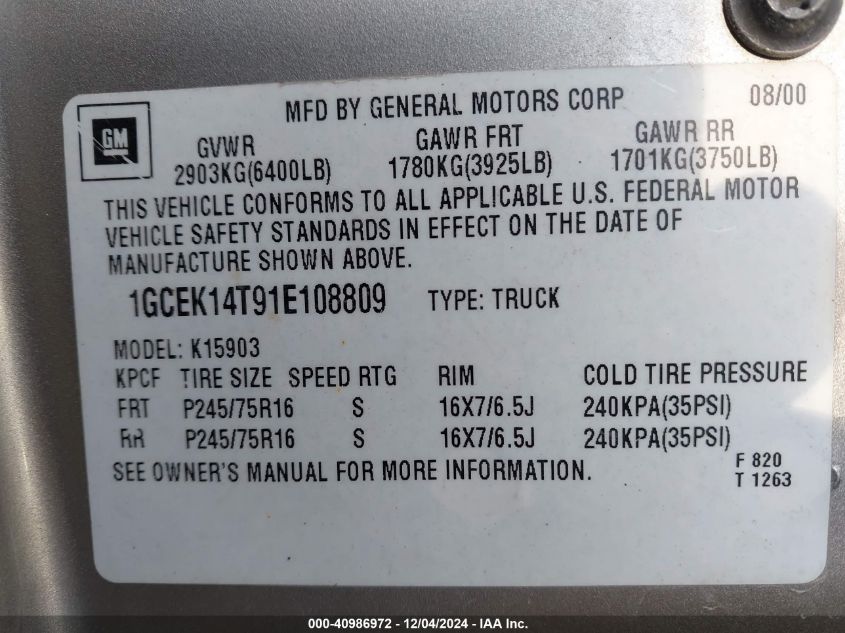 MFD BY GENERAL MOTORS CORP 08/00
GM
GVWR GAWR FRT GAWR RR
2903KG(6400LB) 1780KG(3925LB) 1701KG(3750LB)
THIS VEHICLE CONFORMS TO ALL APPLICABLE U.S. FEDERAL MOTOR
VEHICLE SAFETY STANDARDS IN EFFECT ON THE DATE OF
MANUFACTURE SHOWN ABOVE.
1GCEK14T91E108809 TYPE: TRUCK
MODEL: K15903
KPCF TIRE SIZE SPEED RTG RIM COLD TIRE PRESSURE
FRT P245/75R16 S 16X7/6.5J 240KPA(35PSI)
RR P245/75R16 S 16X7/6.5J 240KPA(35PSI)
SEE OWNER'S MANUAL FOR MORE INFORMATION.
F 820
T 1263
000-40986972 - 12/04/2024 - IAA Inc.